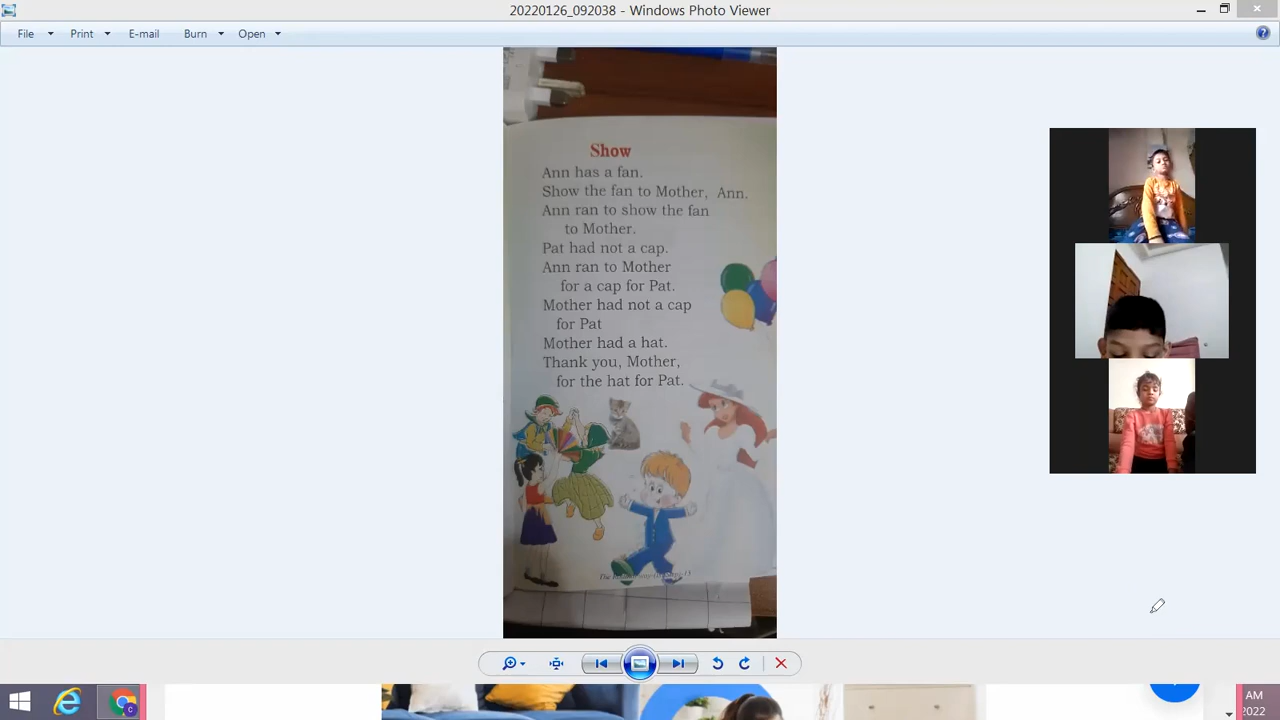 20220126_092038 - Windows Photo Viewer
File Print E-mail Burn Open
Show
Ann has a fan.
Show the fan to Mother, Ann.
Ann ran to show the fan
to Mother.
Pat had not a cap.
Ann ran to Mother
for a cap for Pat.
Mother had not a cap
for Pat
Mother had a hat.
Thank you, Mother,
for the hat for Pat.
AM
2022